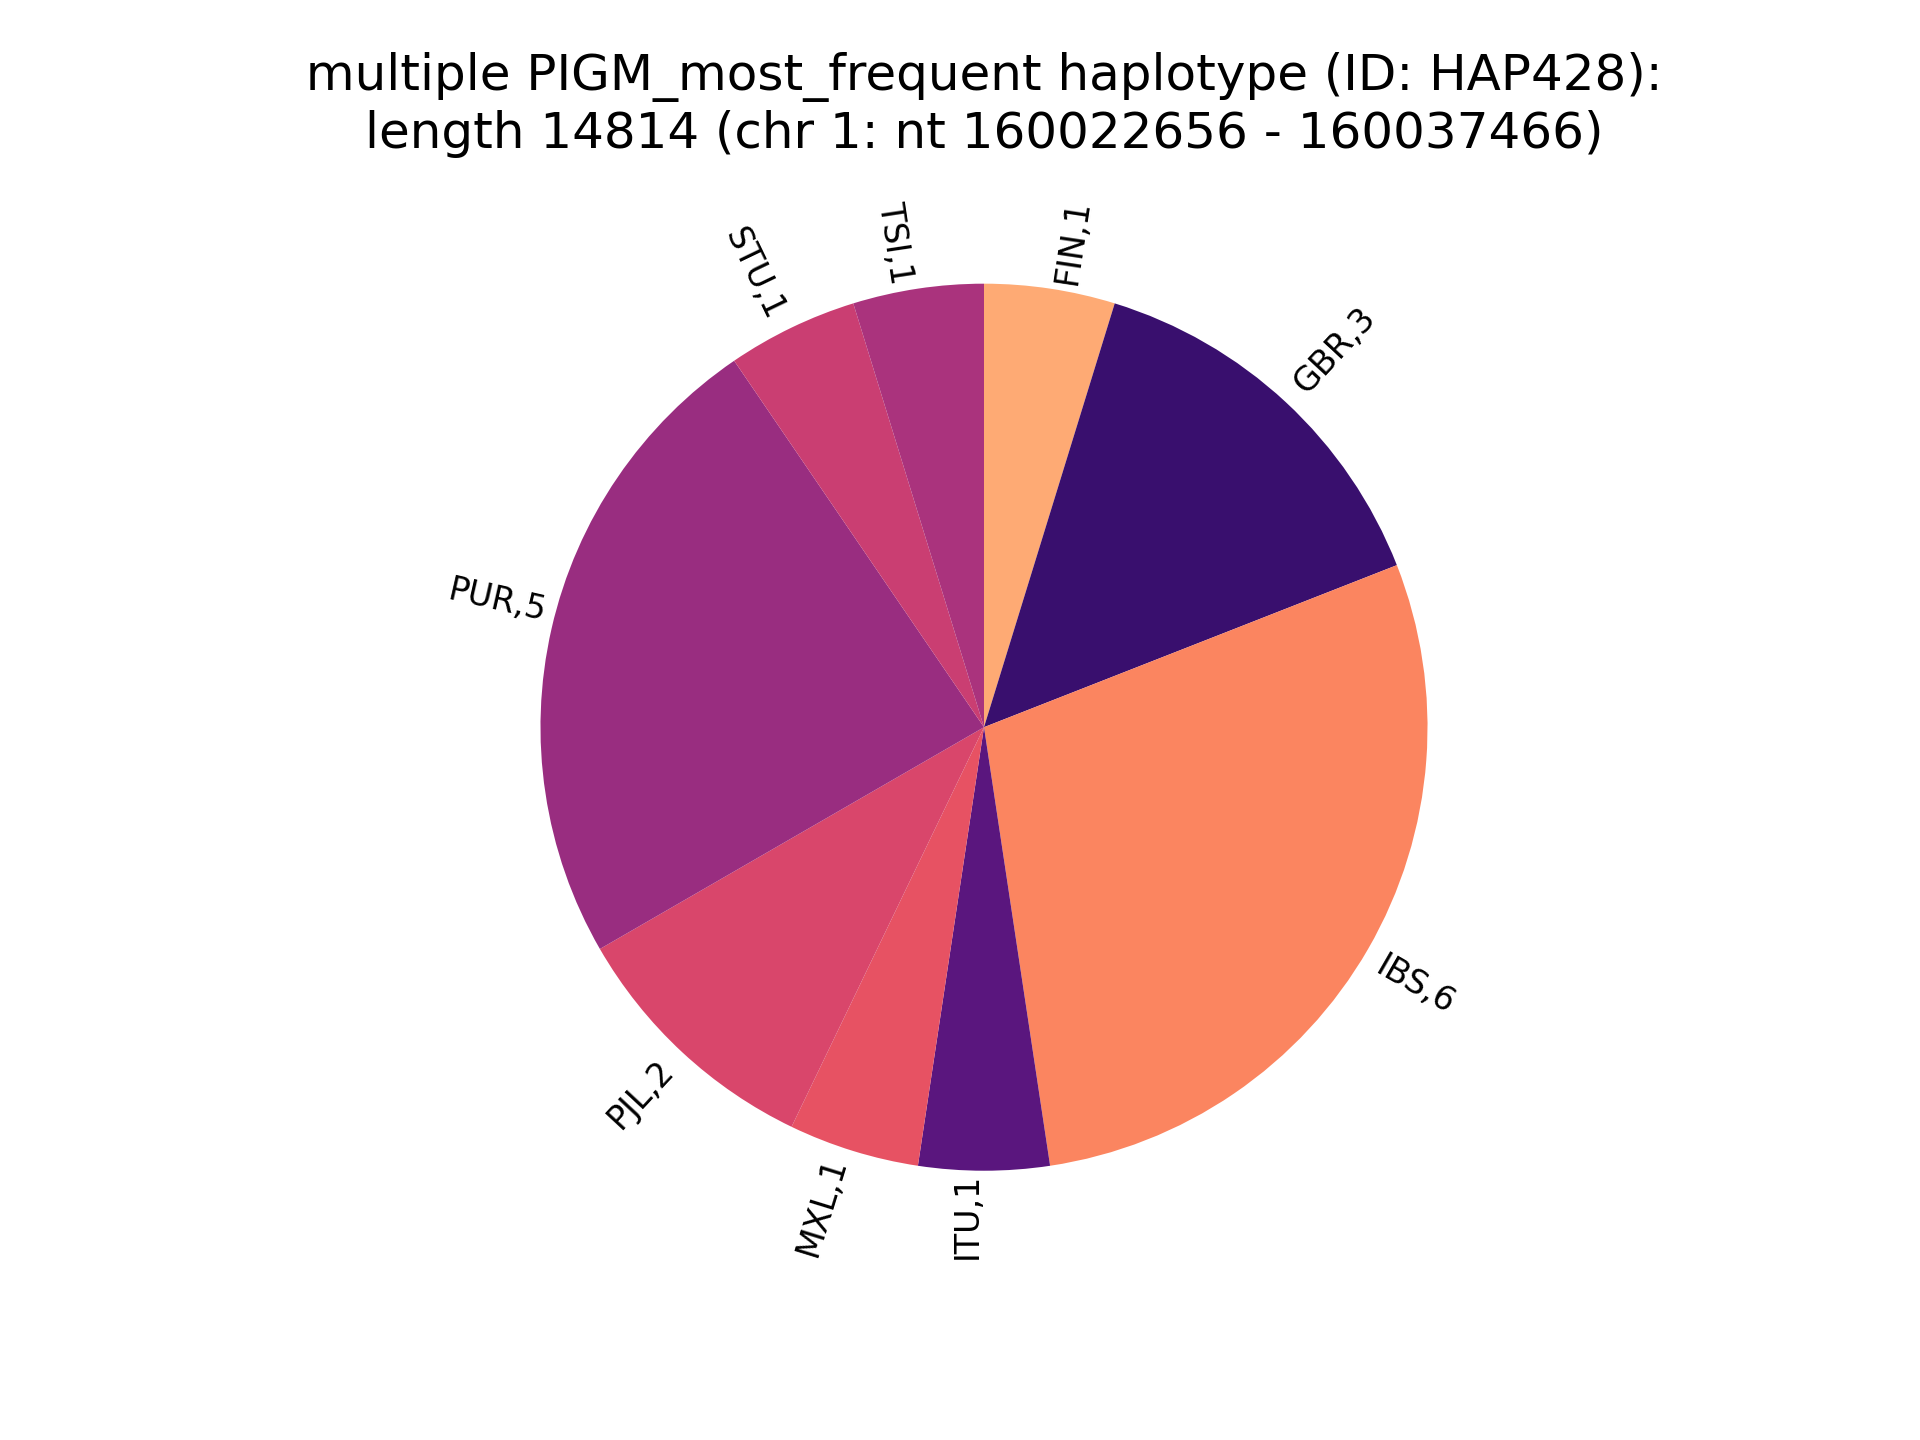 multiple PIGM_most_frequent haplotype (ID: HAP428):
length 14814 (chr 1: nt 160022656 - 160037466)
FIN,1
GBR,3
IBS,6
ITU,1
MXL,1
PJL,2
PUR,5
STU,1
TSI,1